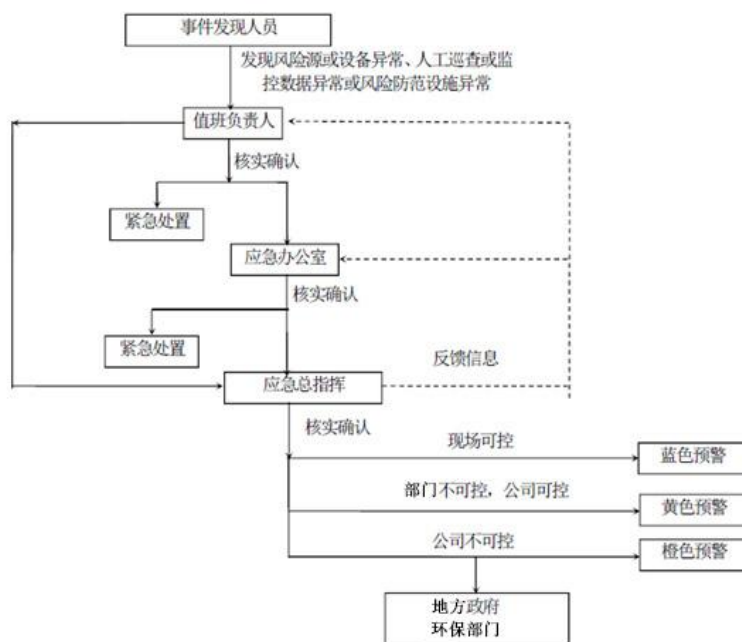 事件发现人员
发现风险源或设备异常、人工巡查或监
控数据异常或风险防范设施异常
值班负责人
核实确认
紧急处置
应急办公室
核实确认
紧急处置
反馈信息
应急总指挥
核实确认
现场可控
蓝色预警
部门不可控，公司可控
黄色预警
公司不可控
橙色预警
地方政府
环保部门